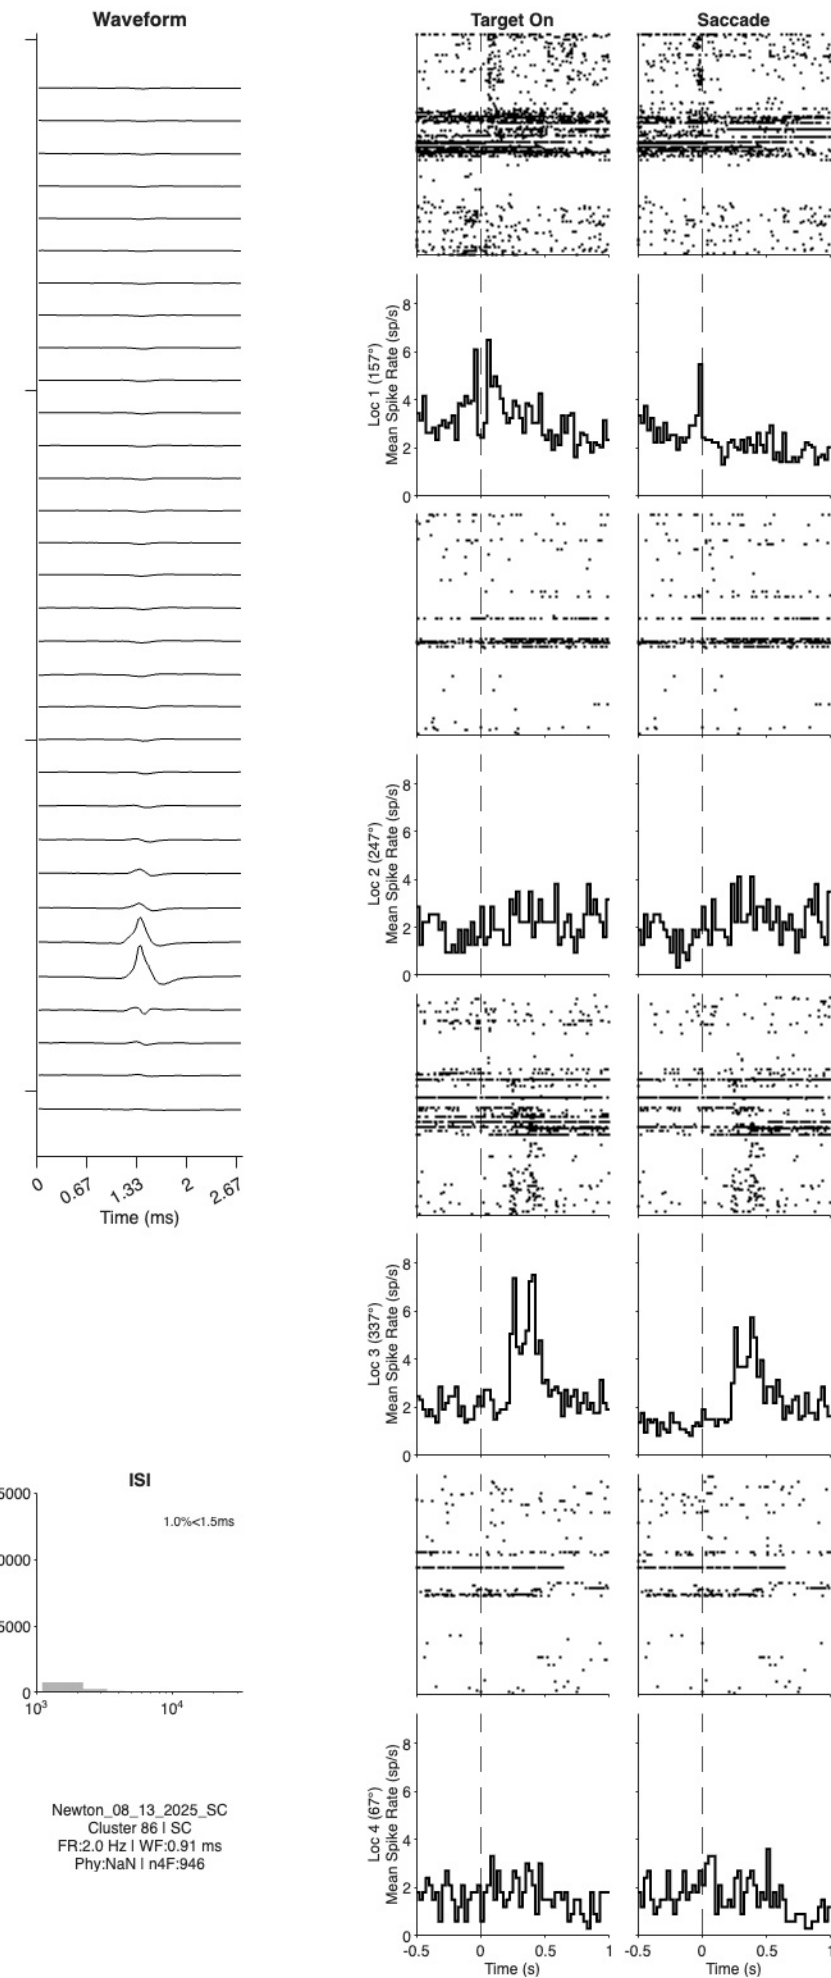 Waveform
Target On
Saccade
8
6
4
2
0
Loc 1 (157°)
Mean Spike Rate (sp/s)
8
6
4
2
0
Loc 2 (247°)
Mean Spike Rate (sp/s)
0
0.67
1.33
2
2.67
Time (ms)
8
6
4
2
0
Loc 3 (337°)
Mean Spike Rate (sp/s)
ISI
1.0%<1.5ms
5000
0000
5000
0
10³
10⁴
Newton_08_13_2025_SC
Cluster 86 | SC
FR:2.0 Hz | WF:0.91 ms
Phy:NaN | n4F:946
8
6
4
2
0
Loc 4 (67°)
Mean Spike Rate (sp/s)
-0.5 0 0.5 1
Time (s)
-0.5 0 0.5 1
Time (s)